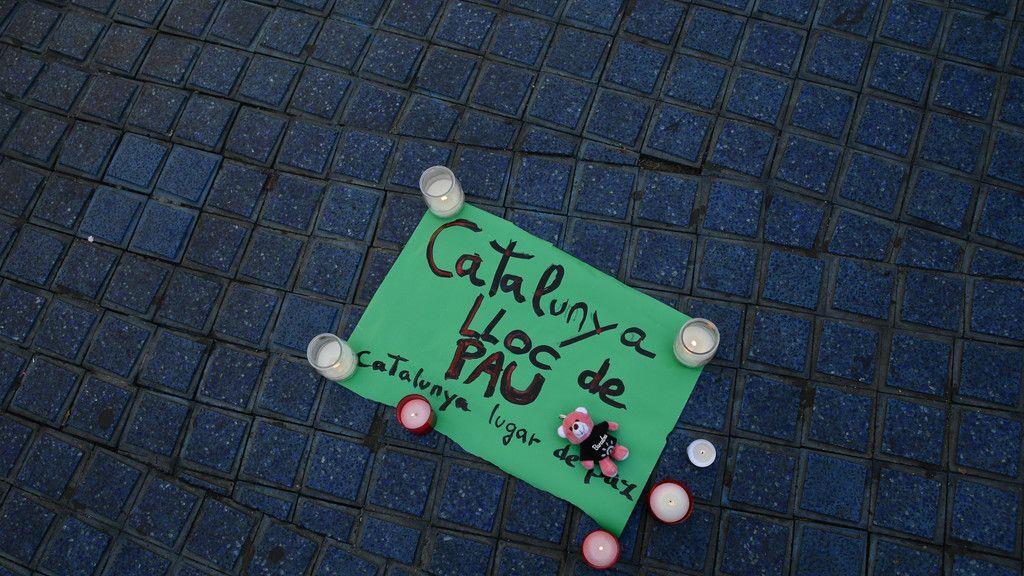 Catalunya
LLOC de
PAU
Catalunya lugar de paz